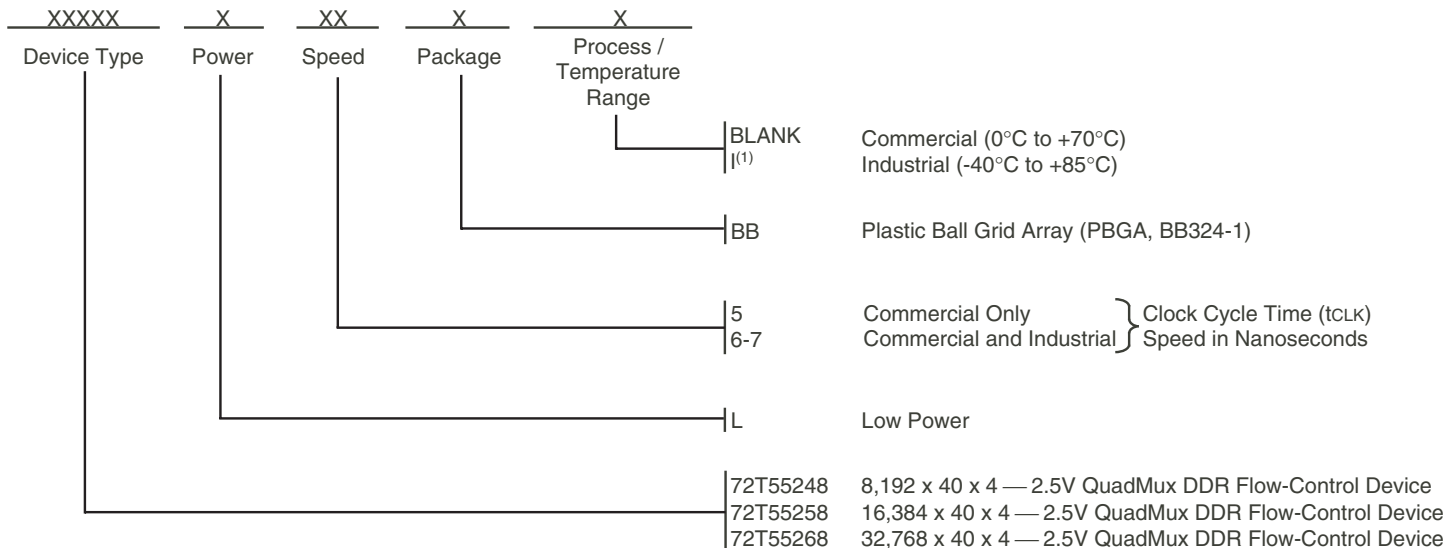 XXXXX X XX X X
Device Type Power Speed Package Process / Temperature Range
BLANK Commercial (0°C to +70°C)
I(1) Industrial (-40°C to +85°C)
BB Plastic Ball Grid Array (PBGA, BB324-1)
5 Commercial Only Clock Cycle Time (tCLK)
6-7 Commercial and Industrial Speed in Nanoseconds
L Low Power
72T55248 8,192 x 40 x 4 — 2.5V QuadMux DDR Flow-Control Device
72T55258 16,384 x 40 x 4 — 2.5V QuadMux DDR Flow-Control Device
72T55268 32,768 x 40 x 4 — 2.5V QuadMux DDR Flow-Control Device